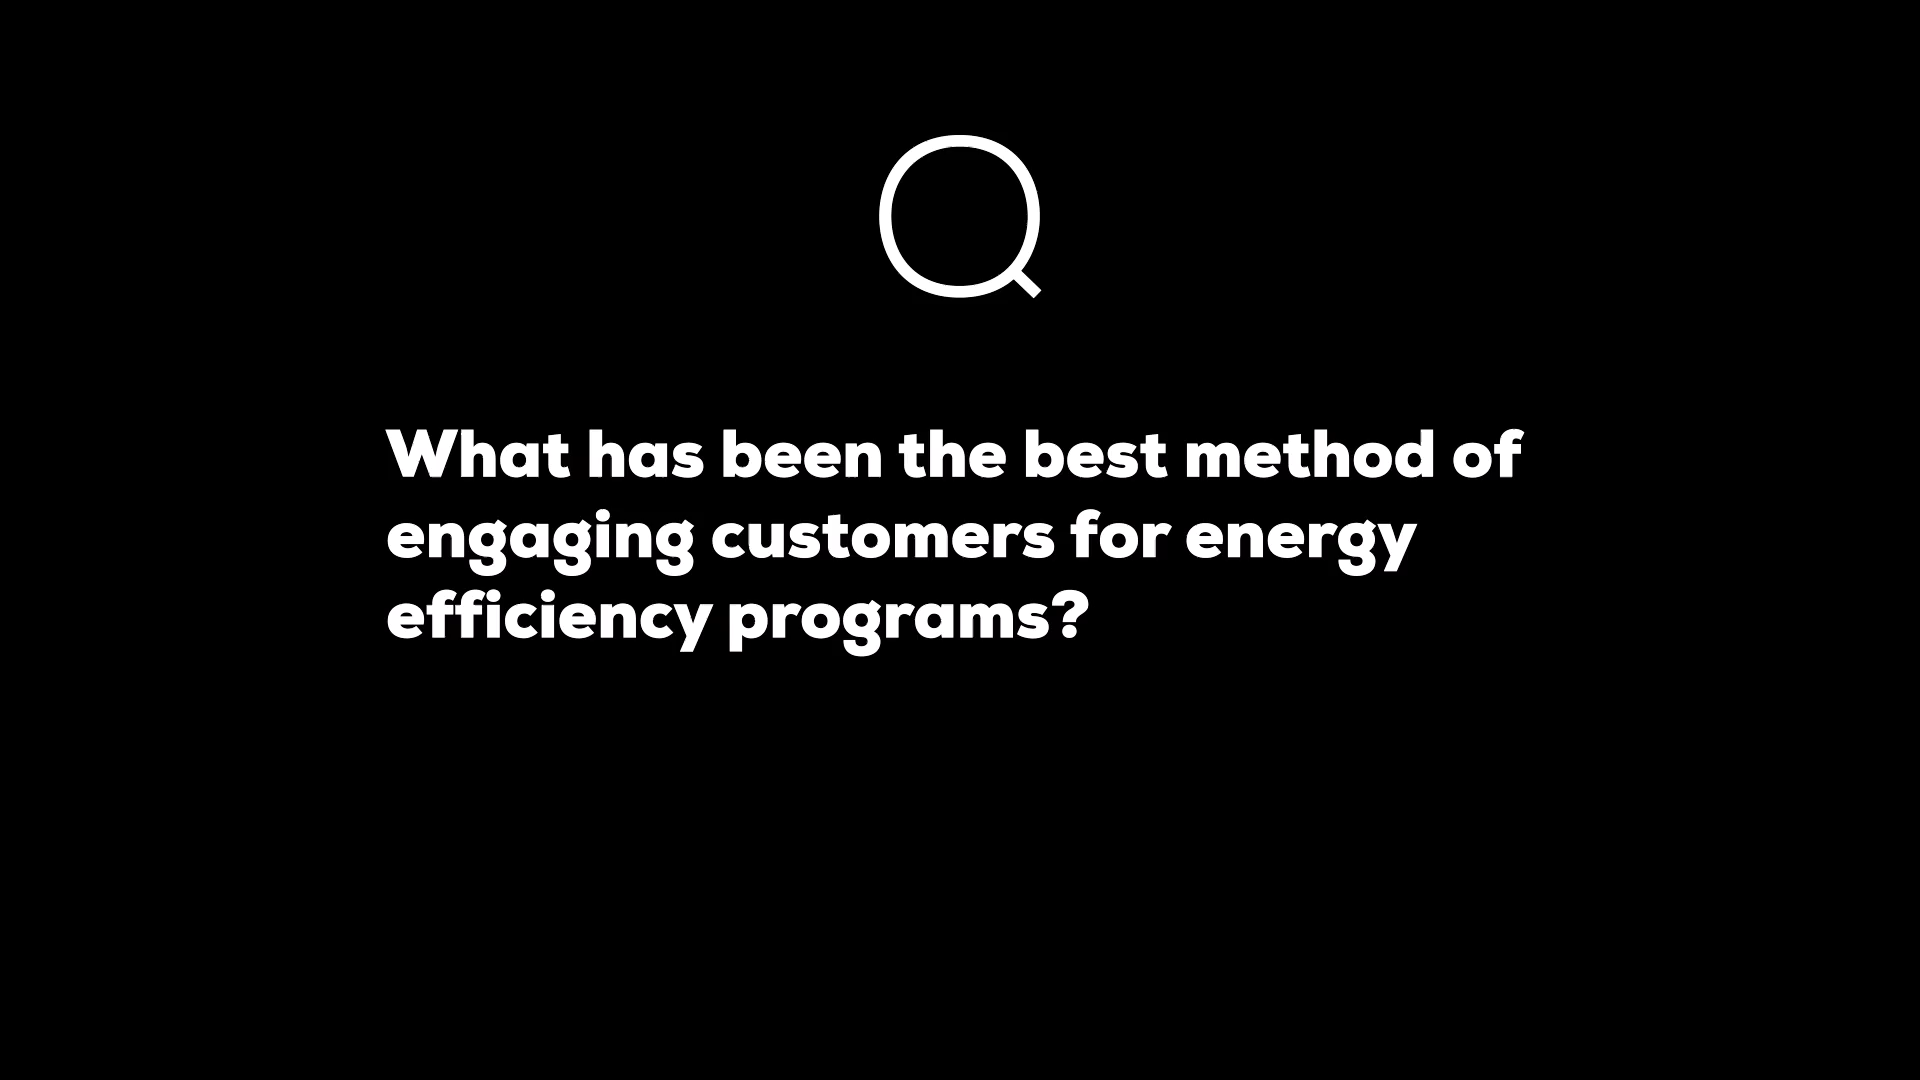 Q
What has been the best method of
engaging customers for energy
efficiency programs?